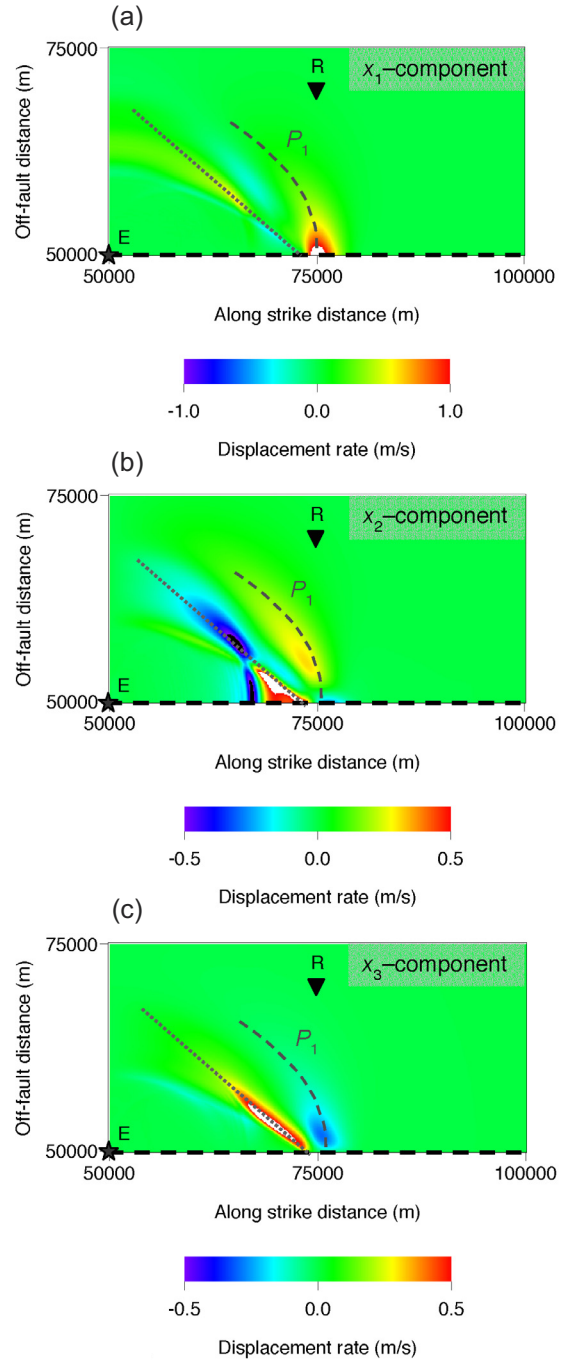 (a)
75000
R
x₁–component
P₁
Off-fault distance (m)
E
50000
50000
75000
100000
Along strike distance (m)
-1.0
0.0
1.0
Displacement rate (m/s)
(b)
75000
R
x₂–component
P₁
Off-fault distance (m)
E
50000
50000
75000
100000
Along strike distance (m)
-0.5
0.0
0.5
Displacement rate (m/s)
(c)
75000
R
x₃–component
P₁
Off-fault distance (m)
E
50000
50000
75000
100000
Along strike distance (m)
-0.5
0.0
0.5
Displacement rate (m/s)